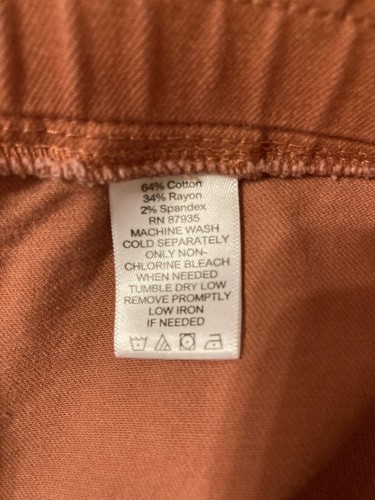 64% Cotton
34% Rayon
2% Spandex
RN 87935
MACHINE WASH
COLD SEPARATELY
ONLY NON-
CHLORINE BLEACH
WHEN NEEDED
TUMBLE DRY LOW
REMOVE PROMPTLY
LOW IRON
IF NEEDED